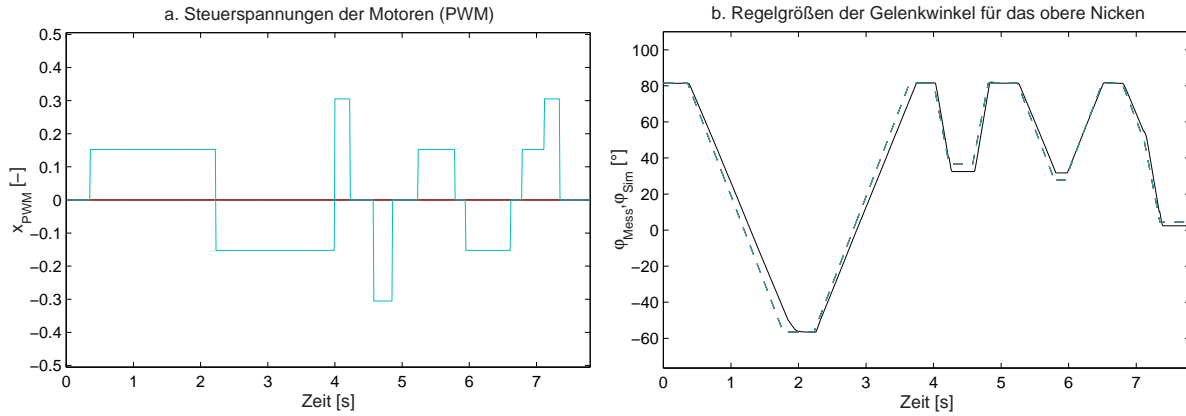 a. Steuerspannungen der Motoren (PWM)
0.5
0.4
0.3
0.2
0.1
0
−0.1
−0.2
−0.3
−0.4
−0.5
x_PWM [−]
0 1 2 3 4 5 6 7
Zeit [s]
b. Regelgrößen der Gelenkwinkel für das obere Nicken
100
80
60
40
20
0
−20
−40
−60
φ_Mess,φ_Sim [°]
0 1 2 3 4 5 6 7
Zeit [s]